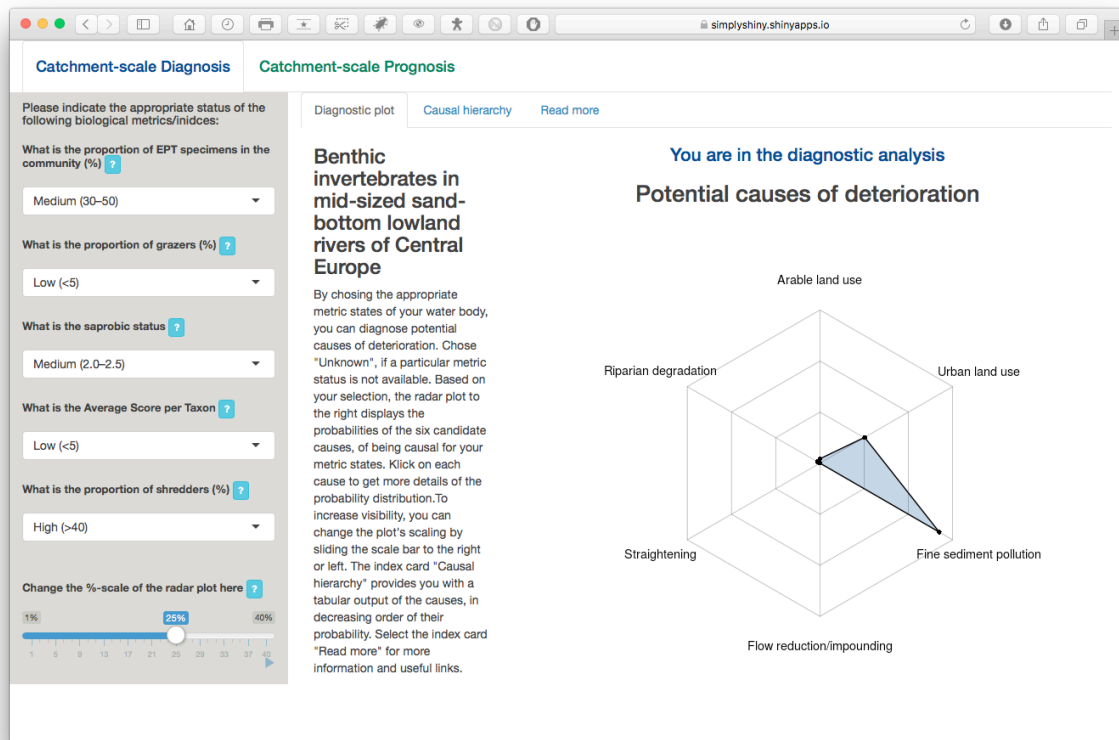 simplyshiny.shinyapps.io
Catchment-scale Diagnosis
Catchment-scale Prognosis
Please indicate the appropriate status of the
following biological metrics/inidces:
What is the proportion of EPT specimens in the
community (%) ?
Medium (30–50)
What is the proportion of grazers (%) ?
Low (<5)
What is the saprobic status ?
Medium (2.0–2.5)
What is the Average Score per Taxon ?
Low (<5)
What is the proportion of shredders (%) ?
High (>40)
Change the %-scale of the radar plot here ?
1% 25% 40%
1 5 9 13 17 21 25 29 33 37 40
Diagnostic plot
Causal hierarchy
Read more
Benthic
invertebrates in
mid-sized sand-
bottom lowland
rivers of Central
Europe
By chosing the appropriate
metric states of your water body,
you can diagnose potential
causes of deterioration. Chose
"Unknown", if a particular metric
status is not available. Based on
your selection, the radar plot to
the right displays the
probabilities of the six candidate
causes, of being causal for your
metric states. Klick on each
cause to get more details of the
probability distribution.To
increase visibility, you can
change the plot's scaling by
sliding the scale bar to the right
or left. The index card "Causal
hierarchy" provides you with a
tabular output of the causes, in
decreasing order of their
probability. Select the index card
"Read more" for more
information and useful links.
You are in the diagnostic analysis
Potential causes of deterioration
Arable land use
Riparian degradation
Urban land use
Straightening
Fine sediment pollution
Flow reduction/impounding